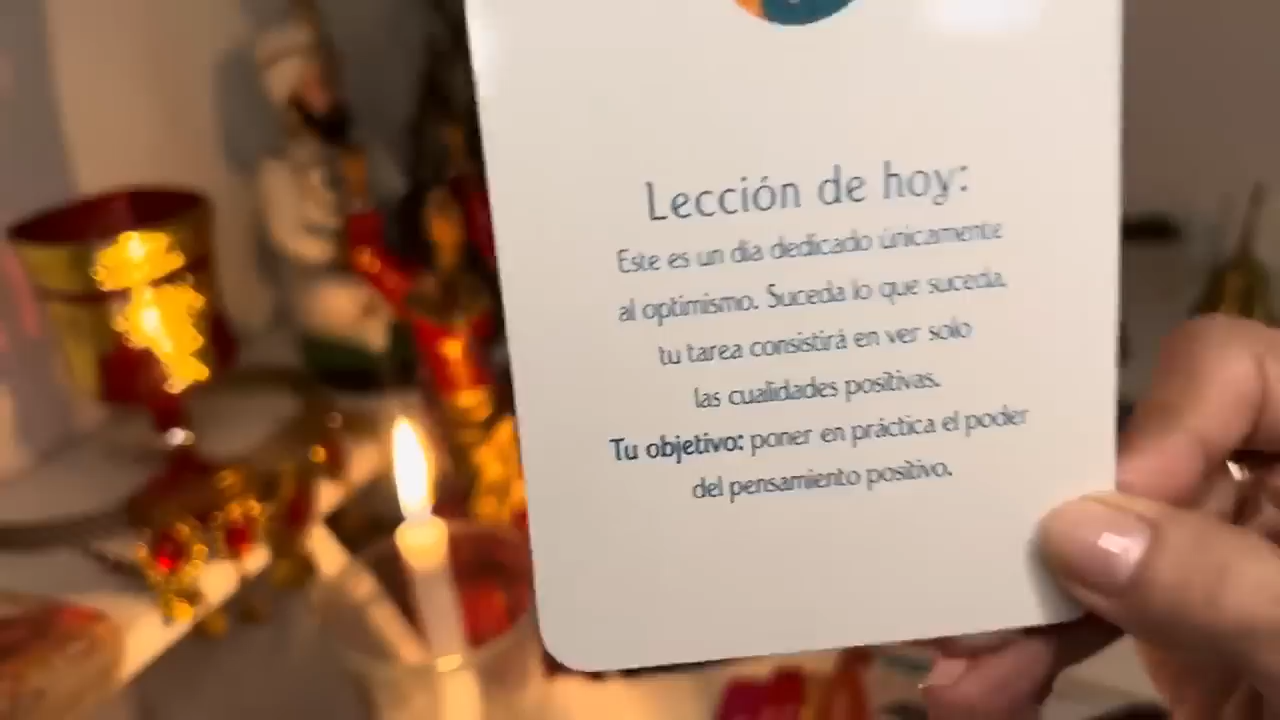 Lección de hoy:
Este es un día dedicado únicamente
al optimismo. Suceda lo que suceda,
tu tarea consistirá en ver solo
las cualidades positivas.
Tu objetivo: poner en práctica el poder
del pensamiento positivo.